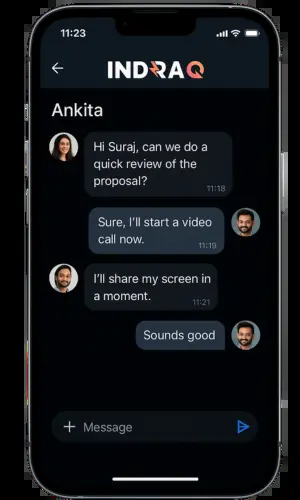 11:23
INDRAQ
Ankita
Hi Suraj, can we do a
quick review of the
proposal?
11:18
Sure, I'll start a video
call now.
11:19
I'll share my screen in
a moment.
11:21
Sounds good
Message